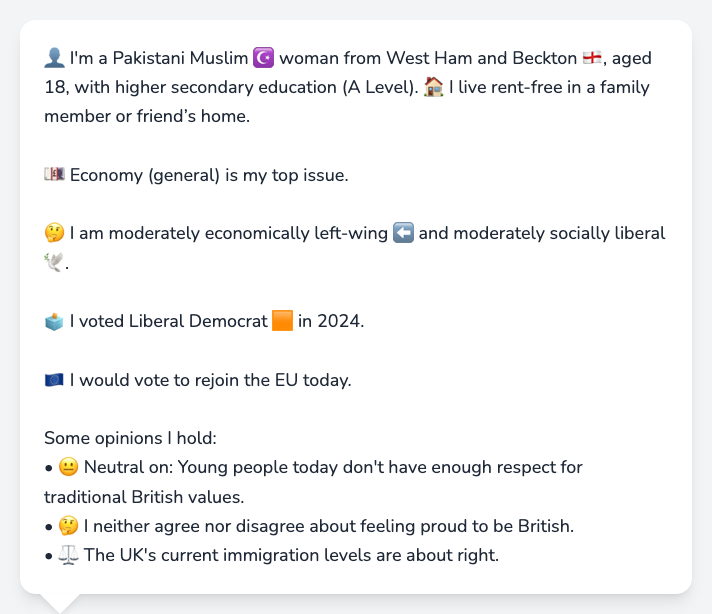 👤 I'm a Pakistani Muslim ☪️ woman from West Ham and Beckton 🏴󠁧󠁢󠁥󠁮󠁧󠁿, aged
18, with higher secondary education (A Level). 🏠 I live rent-free in a family
member or friend’s home.
💷 Economy (general) is my top issue.
🤔 I am moderately economically left-wing ⬅️ and moderately socially liberal
🕊️.
🗳️ I voted Liberal Democrat 🟧 in 2024.
🇪🇺 I would vote to rejoin the EU today.
Some opinions I hold:
• 😐 Neutral on: Young people today don't have enough respect for
traditional British values.
• 🤔 I neither agree nor disagree about feeling proud to be British.
• ⚖️ The UK's current immigration levels are about right.